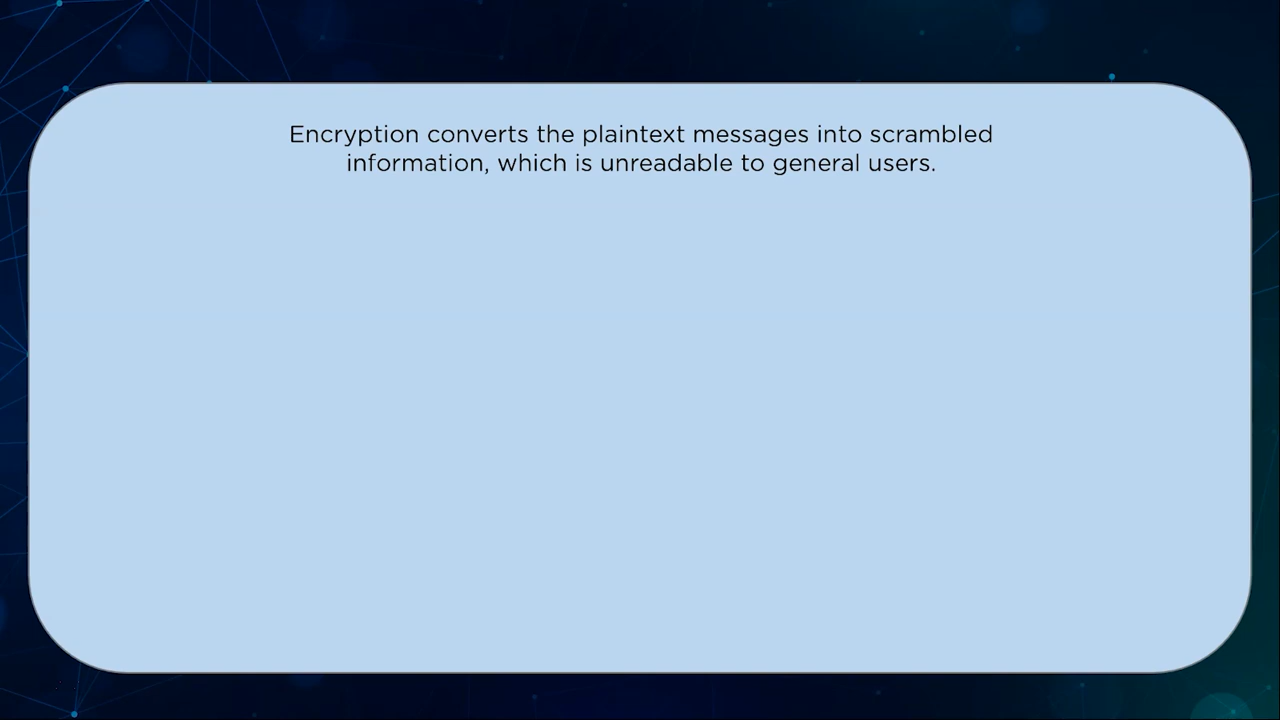 Encryption converts the plaintext messages into scrambled
information, which is unreadable to general users.